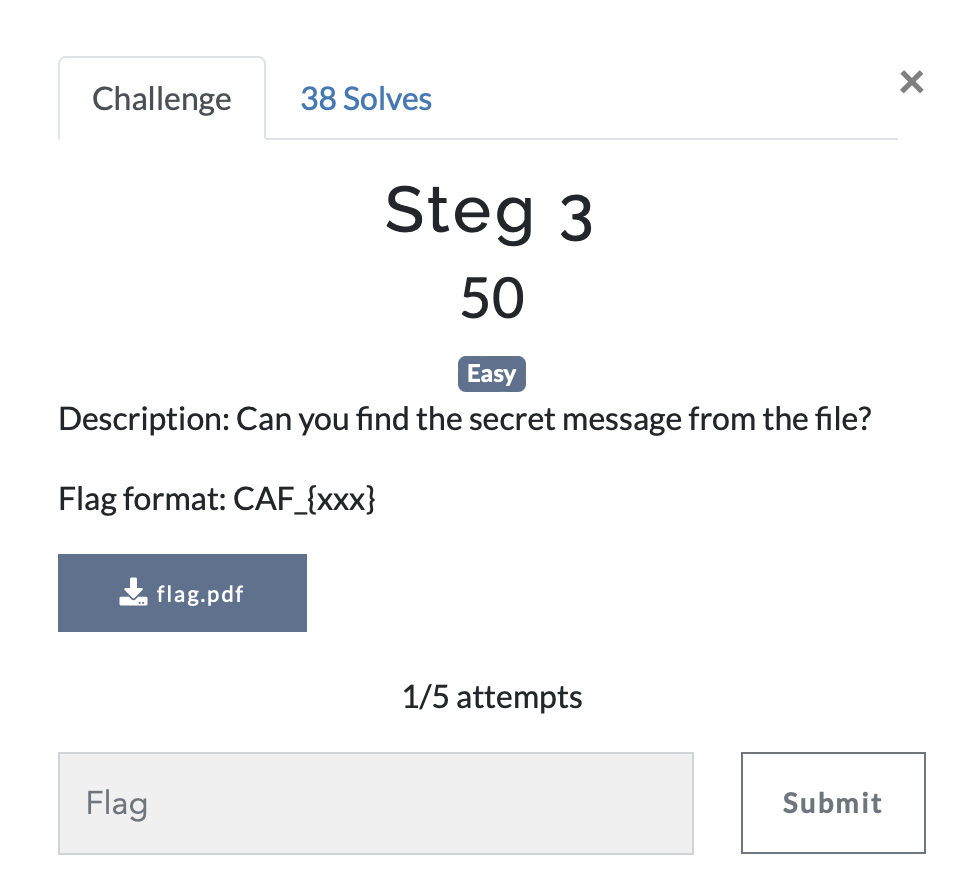 Challenge
38 Solves
×
Steg 3
50
Easy
Description: Can you find the secret message from the file?
Flag format: CAF_{xxx}
flag.pdf
1/5 attempts
Flag
Submit